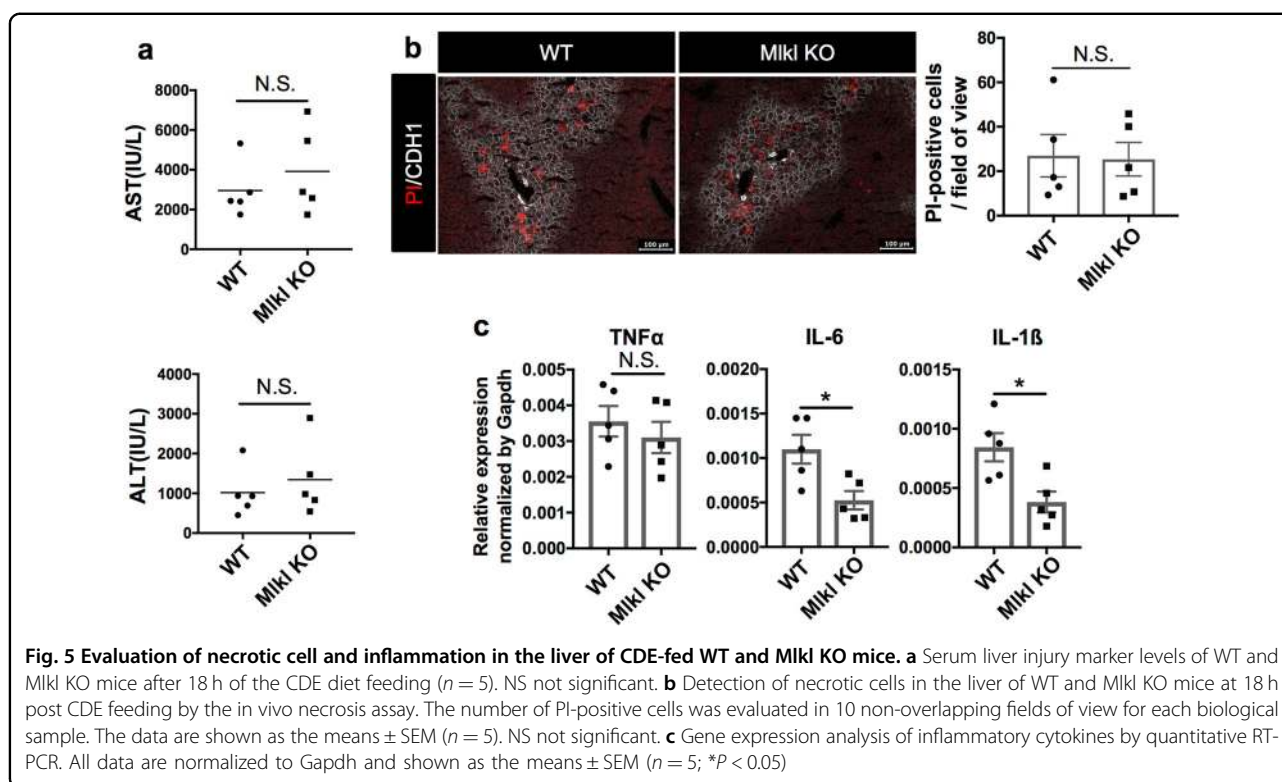 a
N.S.
8000
6000
4000
2000
0
AST(IU/L)
WT
Mlkl KO
N.S.
4000
3000
2000
1000
0
ALT(IU/L)
WT
Mlkl KO
b
WT
Mlkl KO
PI/CDH1
100 µm
100 µm
N.S.
80
60
40
20
0
PI-positive cells
/ field of view
WT
Mlkl KO
c
TNFα
N.S.
0.005
0.004
0.003
0.002
0.001
0.000
Relative expression
normalized by Gapdh
WT
Mlkl KO
IL-6
*
0.0020
0.0015
0.0010
0.0005
0.0000
WT
Mlkl KO
IL-1ß
*
0.0015
0.0010
0.0005
0.0000
WT
Mlkl KO
Fig. 5 Evaluation of necrotic cell and inflammation in the liver of CDE-fed WT and Mlkl KO mice. a Serum liver injury marker levels of WT and
Mlkl KO mice after 18 h of the CDE diet feeding (n = 5). NS not significant. b Detection of necrotic cells in the liver of WT and Mlkl KO mice at 18 h
post CDE feeding by the in vivo necrosis assay. The number of PI-positive cells was evaluated in 10 non-overlapping fields of view for each biological
sample. The data are shown as the means ± SEM (n = 5). NS not significant. c Gene expression analysis of inflammatory cytokines by quantitative RT-
PCR. All data are normalized to Gapdh and shown as the means ± SEM (n = 5; *P < 0.05)